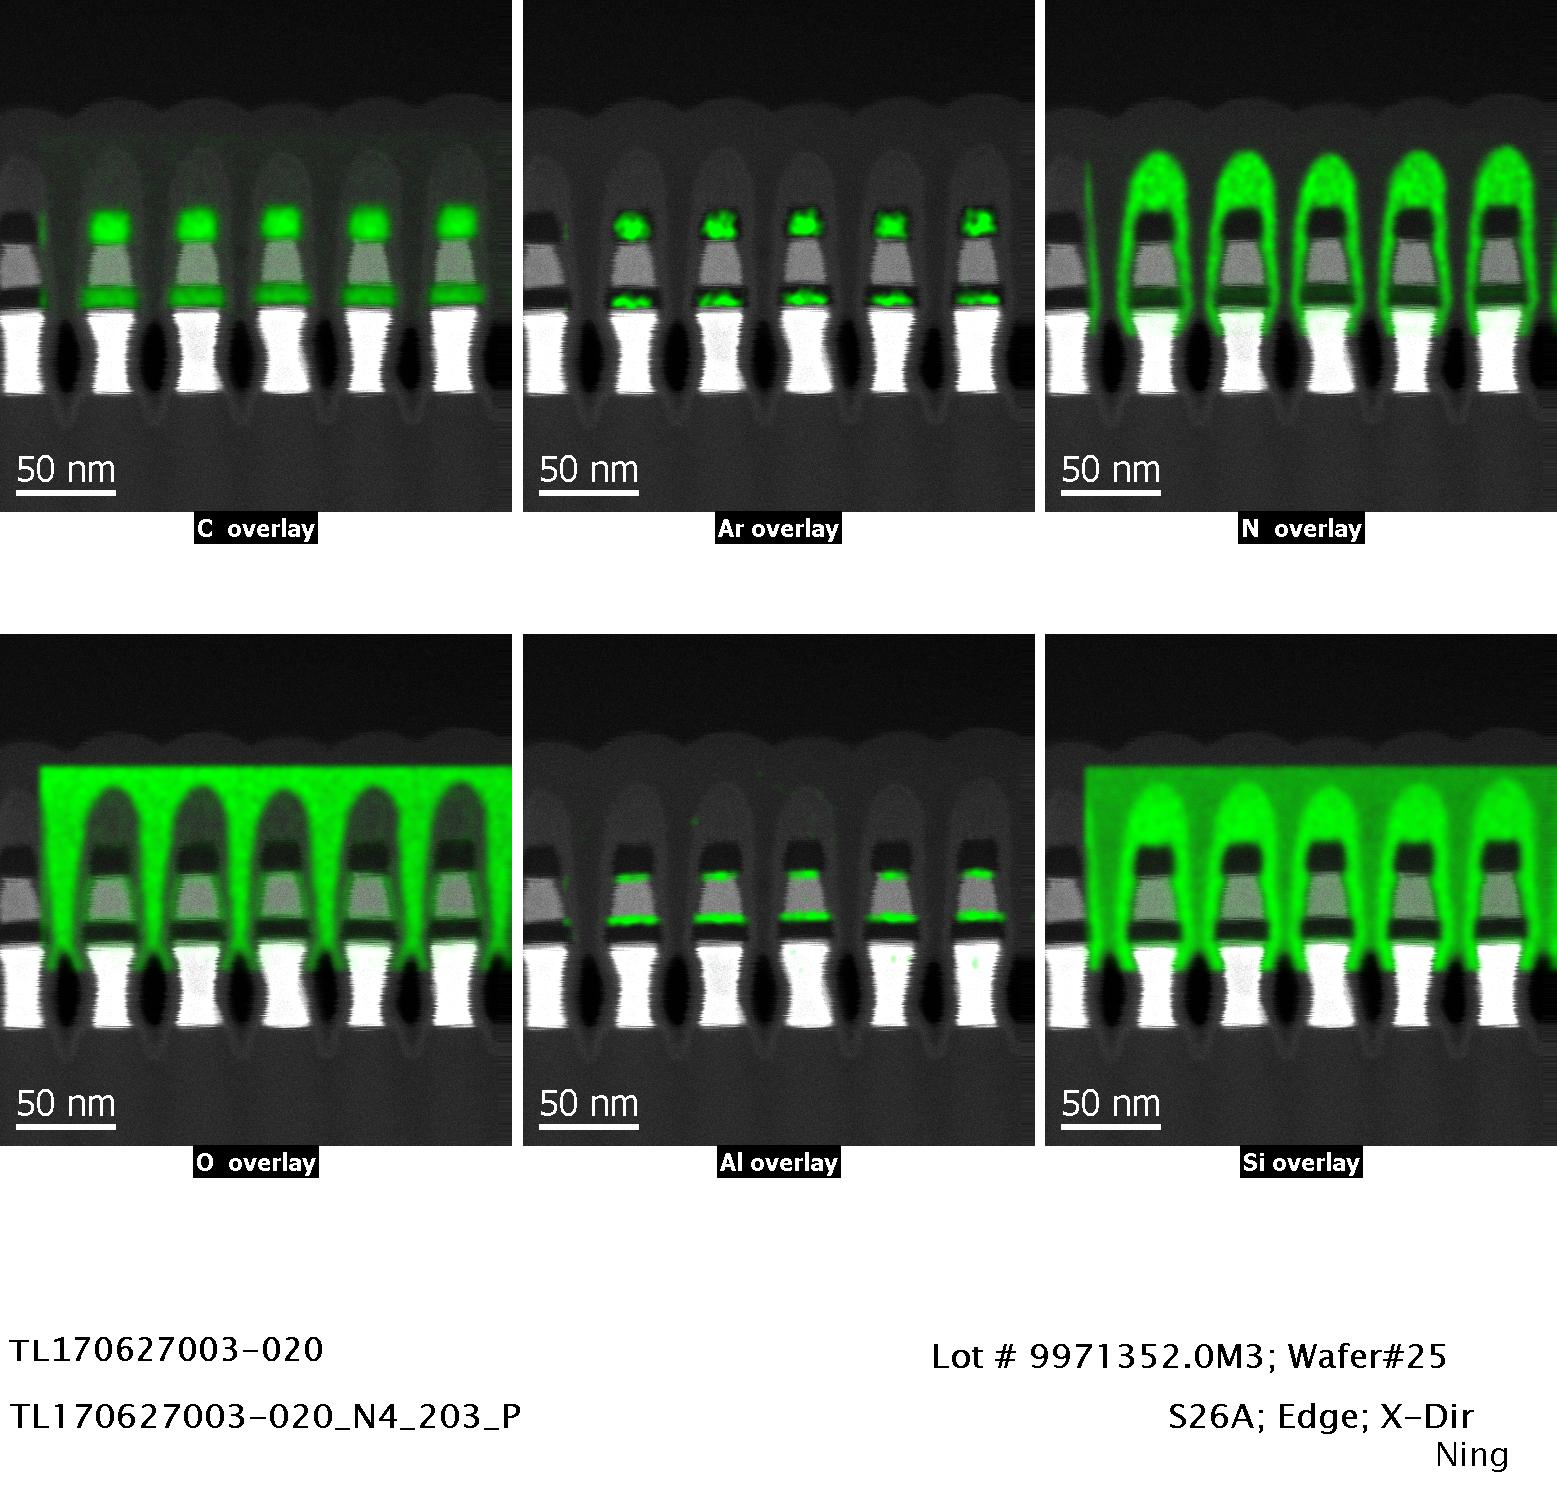 50 nm
50 nm
50 nm
C overlay
Ar overlay
N overlay
50 nm
50 nm
50 nm
O overlay
Al overlay
Si overlay
TL170627003-020
Lot # 9971352.0M3; Wafer#25
TL170627003-020_N4_203_P
S26A; Edge; X-Dir
Ning